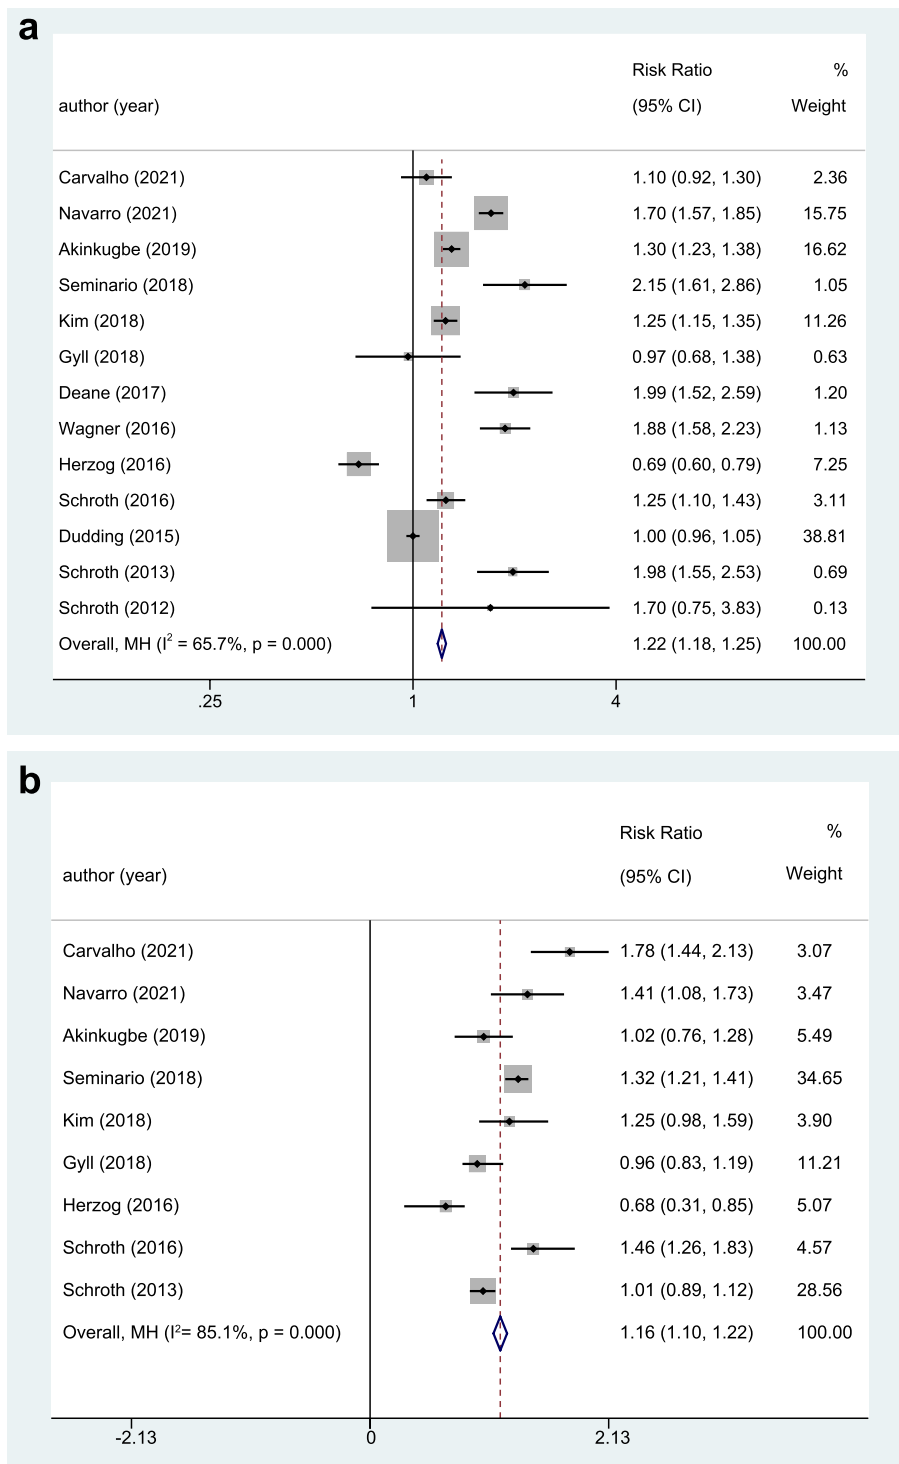 a
Risk Ratio %
author (year) (95% CI) Weight
Carvalho (2021) 1.10 (0.92, 1.30) 2.36
Navarro (2021) 1.70 (1.57, 1.85) 15.75
Akinkugbe (2019) 1.30 (1.23, 1.38) 16.62
Seminario (2018) 2.15 (1.61, 2.86) 1.05
Kim (2018) 1.25 (1.15, 1.35) 11.26
Gyll (2018) 0.97 (0.68, 1.38) 0.63
Deane (2017) 1.99 (1.52, 2.59) 1.20
Wagner (2016) 1.88 (1.58, 2.23) 1.13
Herzog (2016) 0.69 (0.60, 0.79) 7.25
Schroth (2016) 1.25 (1.10, 1.43) 3.11
Dudding (2015) 1.00 (0.96, 1.05) 38.81
Schroth (2013) 1.98 (1.55, 2.53) 0.69
Schroth (2012) 1.70 (0.75, 3.83) 0.13
Overall, MH (I² = 65.7%, p = 0.000) 1.22 (1.18, 1.25) 100.00
.25 1 4
b
Risk Ratio %
author (year) (95% CI) Weight
Carvalho (2021) 1.78 (1.44, 2.13) 3.07
Navarro (2021) 1.41 (1.08, 1.73) 3.47
Akinkugbe (2019) 1.02 (0.76, 1.28) 5.49
Seminario (2018) 1.32 (1.21, 1.41) 34.65
Kim (2018) 1.25 (0.98, 1.59) 3.90
Gyll (2018) 0.96 (0.83, 1.19) 11.21
Herzog (2016) 0.68 (0.31, 0.85) 5.07
Schroth (2016) 1.46 (1.26, 1.83) 4.57
Schroth (2013) 1.01 (0.89, 1.12) 28.56
Overall, MH (I²= 85.1%, p = 0.000) 1.16 (1.10, 1.22) 100.00
-2.13 0 2.13